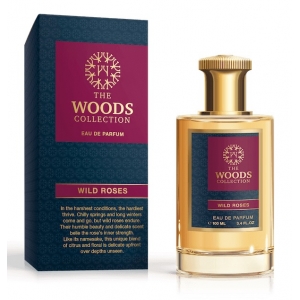 THE
WOODS
COLLECTION
EAU DE PARFUM
WILD ROSES
In the harshest conditions, the hardiest
thrive. Chilly springs and long winters
come and go, but wild roses endure.
Their humble beauty and delicate scent
belie the rose's inner strength.
Like its namesake, this unique blend
of citrus and floral is delicate upfront
over depths unseen.
THE
WOODS
COLLECTION
WILD ROSES
EAU DE PARFUM
100 ML 3.4 FL.OZ